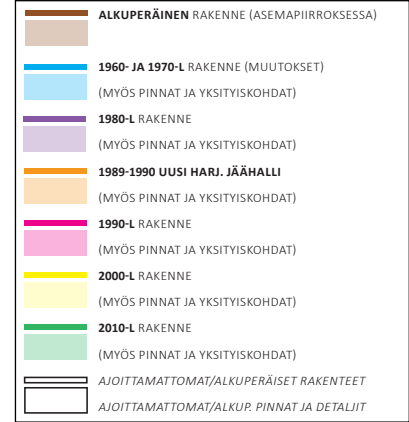 ALKUPERÄINEN RAKENNE (ASEMAPIIRROKSESSA)
1960- JA 1970-L RAKENNE (MUUTOKSET)
(MYÖS PINNAT JA YKSITYISKOHDAT)
1980-L RAKENNE
(MYÖS PINNAT JA YKSITYISKOHDAT)
1989-1990 UUSI HARJ. JÄÄHALLI
(MYÖS PINNAT JA YKSITYISKOHDAT)
1990-L RAKENNE
(MYÖS PINNAT JA YKSITYISKOHDAT)
2000-L RAKENNE
(MYÖS PINNAT JA YKSITYISKOHDAT)
2010-L RAKENNE
(MYÖS PINNAT JA YKSITYISKOHDAT)
AJOITTAMATTOMAT/ALKUPERÄISET RAKENTEET
AJOITTAMATTOMAT/ALKUP. PINNAT JA DETALJIT